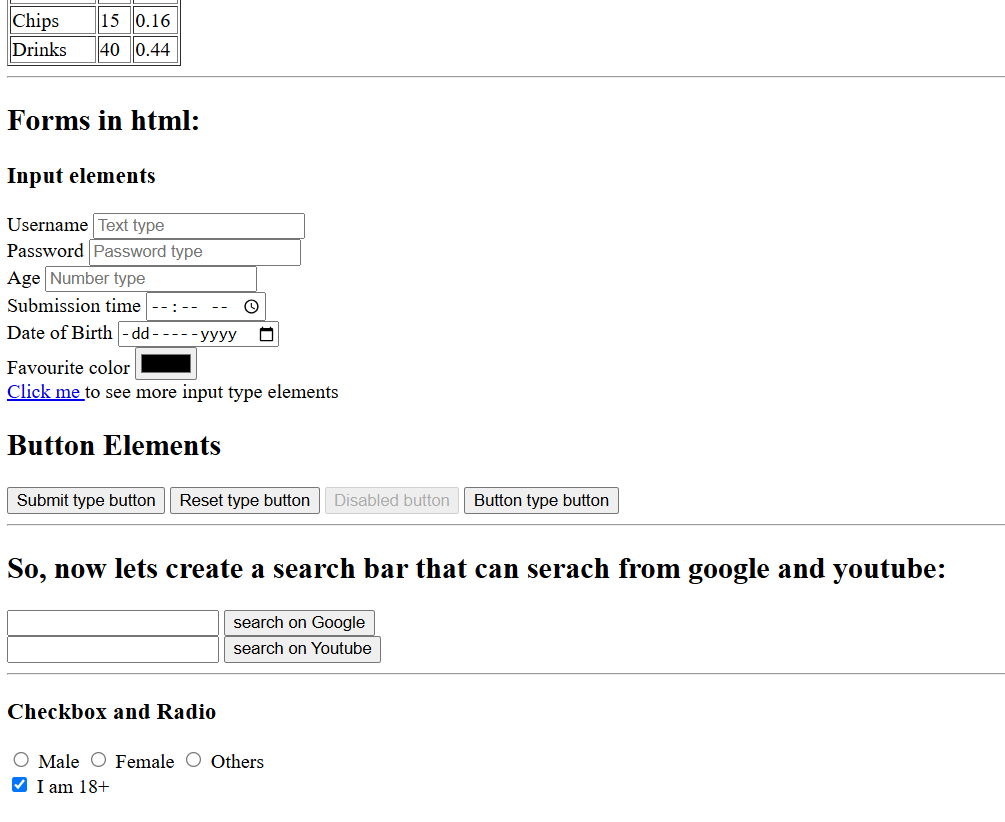 Chips 15 0.16
Drinks 40 0.44
Forms in html:
Input elements
Username Text type
Password Password type
Age Number type
Submission time --:-- --
Date of Birth -dd-----yyyy
Favourite color
Click me to see more input type elements
Button Elements
Submit type button Reset type button Disabled button Button type button
So, now lets create a search bar that can serach from google and youtube:
search on Google
search on Youtube
Checkbox and Radio
Male Female Others
I am 18+